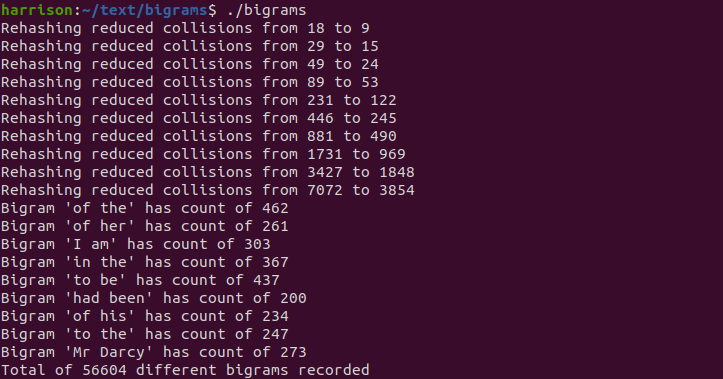 harrison:~/text/bigrams$ ./bigrams
Rehashing reduced collisions from 18 to 9
Rehashing reduced collisions from 29 to 15
Rehashing reduced collisions from 49 to 24
Rehashing reduced collisions from 89 to 53
Rehashing reduced collisions from 231 to 122
Rehashing reduced collisions from 446 to 245
Rehashing reduced collisions from 881 to 490
Rehashing reduced collisions from 1731 to 969
Rehashing reduced collisions from 3427 to 1848
Rehashing reduced collisions from 7072 to 3854
Bigram 'of the' has count of 462
Bigram 'of her' has count of 261
Bigram 'I am' has count of 303
Bigram 'in the' has count of 367
Bigram 'to be' has count of 437
Bigram 'had been' has count of 200
Bigram 'of his' has count of 234
Bigram 'to the' has count of 247
Bigram 'Mr Darcy' has count of 273
Total of 56604 different bigrams recorded